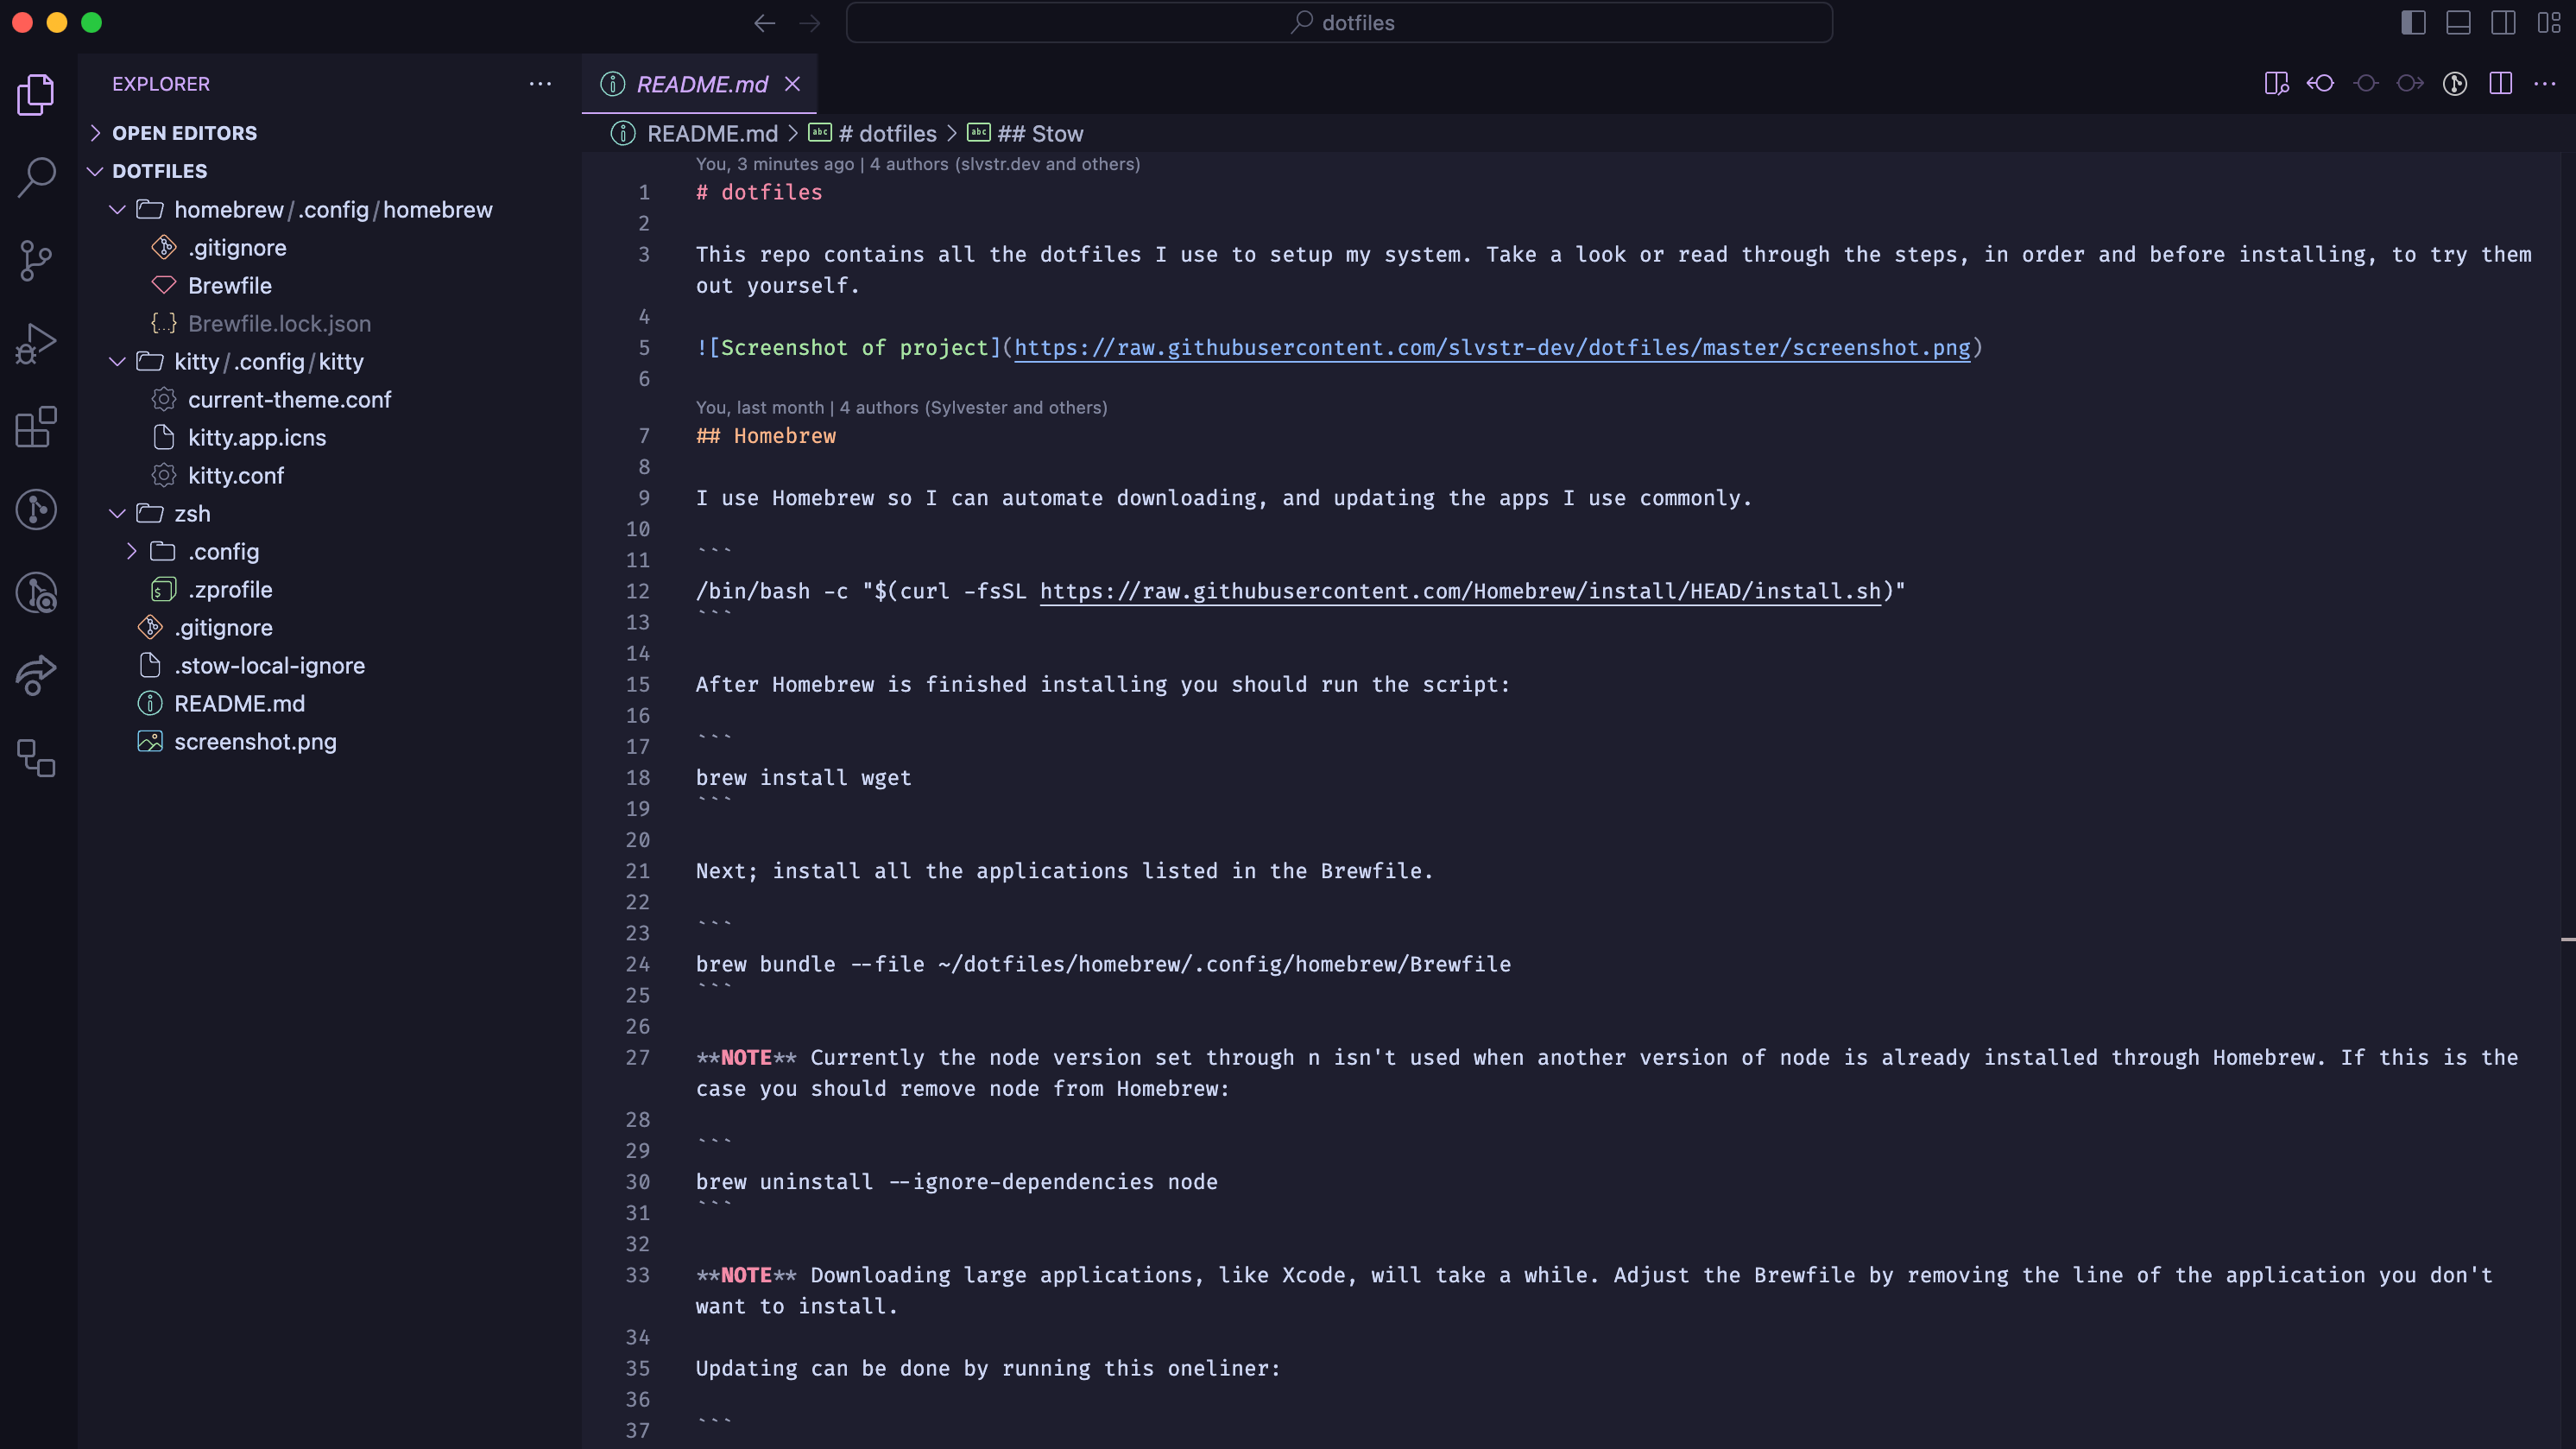 dotfiles
EXPLORER
OPEN EDITORS
DOTFILES
homebrew/.config/homebrew
.gitignore
Brewfile
Brewfile.lock.json
kitty/.config/kitty
current-theme.conf
kitty.app.icns
kitty.conf
zsh
.config
.zprofile
.gitignore
.stow-local-ignore
README.md
screenshot.png
README.md
README.md > # dotfiles > ## Stow
You, 3 minutes ago | 4 authors (slvstr.dev and others)
1 # dotfiles
2
3 This repo contains all the dotfiles I use to setup my system. Take a look or read through the steps, in order and before installing, to try them
out yourself.
4
5 ![Screenshot of project](https://raw.githubusercontent.com/slvstr-dev/dotfiles/master/screenshot.png)
6
You, last month | 4 authors (Sylvester and others)
7 ## Homebrew
8
9 I use Homebrew so I can automate downloading, and updating the apps I use commonly.
10
11 ```
12 /bin/bash -c "$(curl -fsSL https://raw.githubusercontent.com/Homebrew/install/HEAD/install.sh)"
13 ```
14
15 After Homebrew is finished installing you should run the script:
16
17 ```
18 brew install wget
19 ```
20
21 Next; install all the applications listed in the Brewfile.
22
23 ```
24 brew bundle --file ~/dotfiles/homebrew/.config/homebrew/Brewfile
25 ```
26
27 **NOTE** Currently the node version set through n isn't used when another version of node is already installed through Homebrew. If this is the
case you should remove node from Homebrew:
28
29 ```
30 brew uninstall --ignore-dependencies node
31 ```
32
33 **NOTE** Downloading large applications, like Xcode, will take a while. Adjust the Brewfile by removing the line of the application you don't
want to install.
34
35 Updating can be done by running this oneliner:
36
37 ```